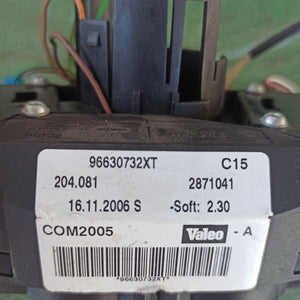 96630732XT C15
204.081 2871041
16.11.2006 S -Soft: 2.30
COM2005 Valeo - A
*96630732XT*